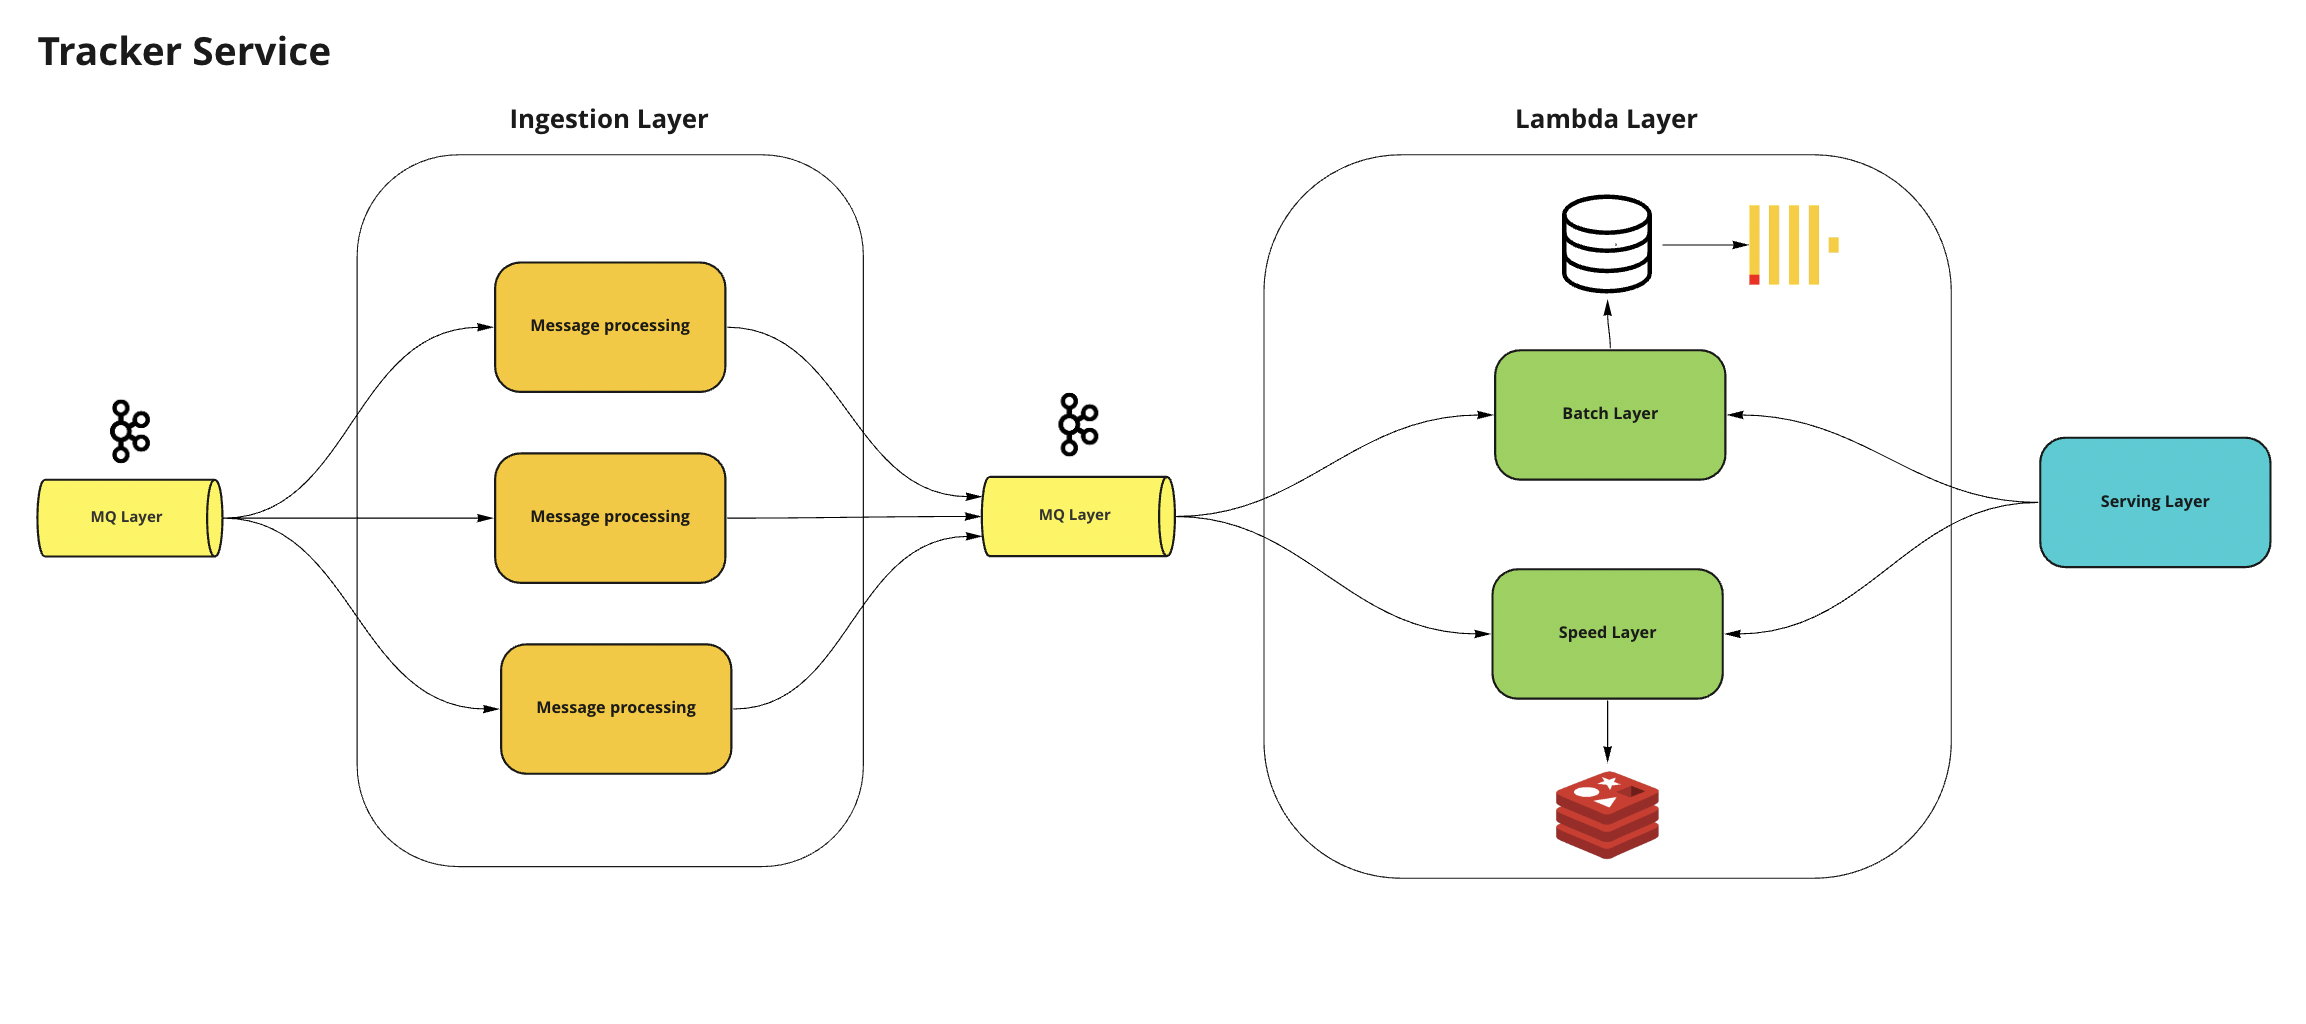 Tracker Service
Ingestion Layer
Lambda Layer
Message processing
Batch Layer
MQ Layer
Message processing
MQ Layer
Serving Layer
Speed Layer
Message processing